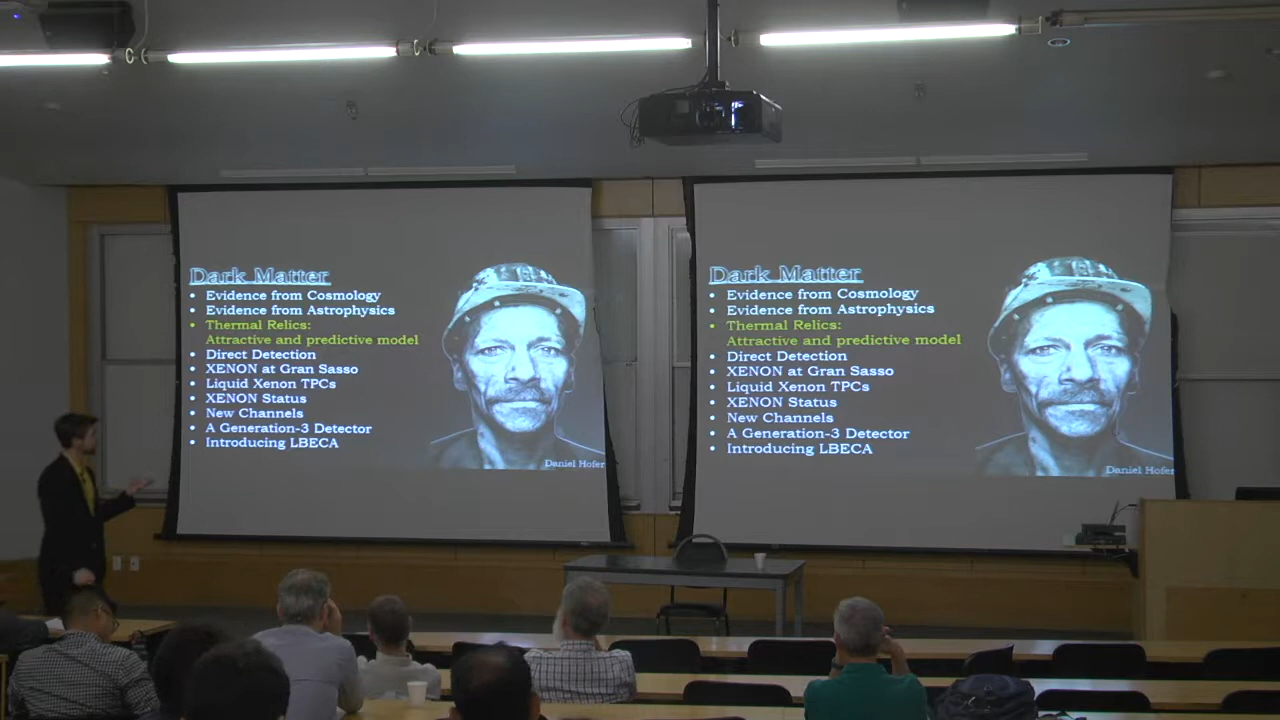 Dark Matter
• Evidence from Cosmology
• Evidence from Astrophysics
• Thermal Relics:
Attractive and predictive model
• Direct Detection
• XENON at Gran Sasso
• Liquid Xenon TPCs
• XENON Status
• New Channels
• A Generation-3 Detector
• Introducing LBECA
Daniel Hofer
Dark Matter
• Evidence from Cosmology
• Evidence from Astrophysics
• Thermal Relics:
Attractive and predictive model
• Direct Detection
• XENON at Gran Sasso
• Liquid Xenon TPCs
• XENON Status
• New Channels
• A Generation-3 Detector
• Introducing LBECA
Daniel Hofer